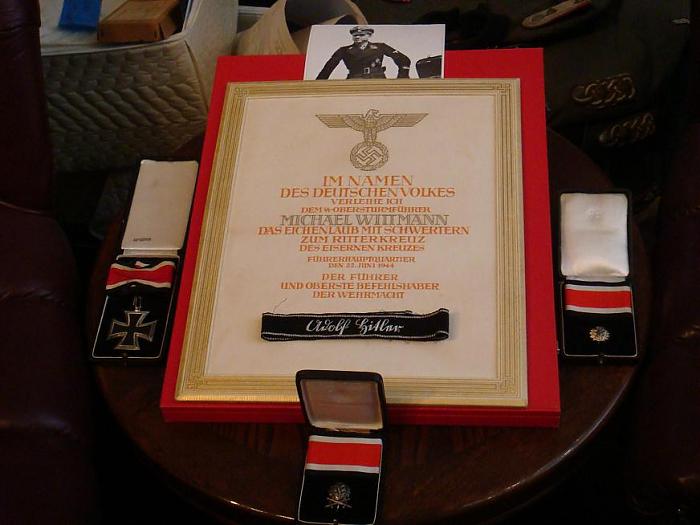 IM NAMEN
DES DEUTSCHEN VOLKES
VERLEIHE ICH
DEM ᛋᛋ-OBERSTURMFÜHRER
MICHAEL WITTMANN
DAS EICHENLAUB MIT SCHWERTERN
ZUM RITTERKREUZ
DES EISERNEN KREUZES
FÜHRERHAUPTQUARTIER
DEN 22. JUNI 1944
DER FÜHRER
UND OBERSTE BEFEHLSHABER
DER WEHRMACHT
Adolf Hitler